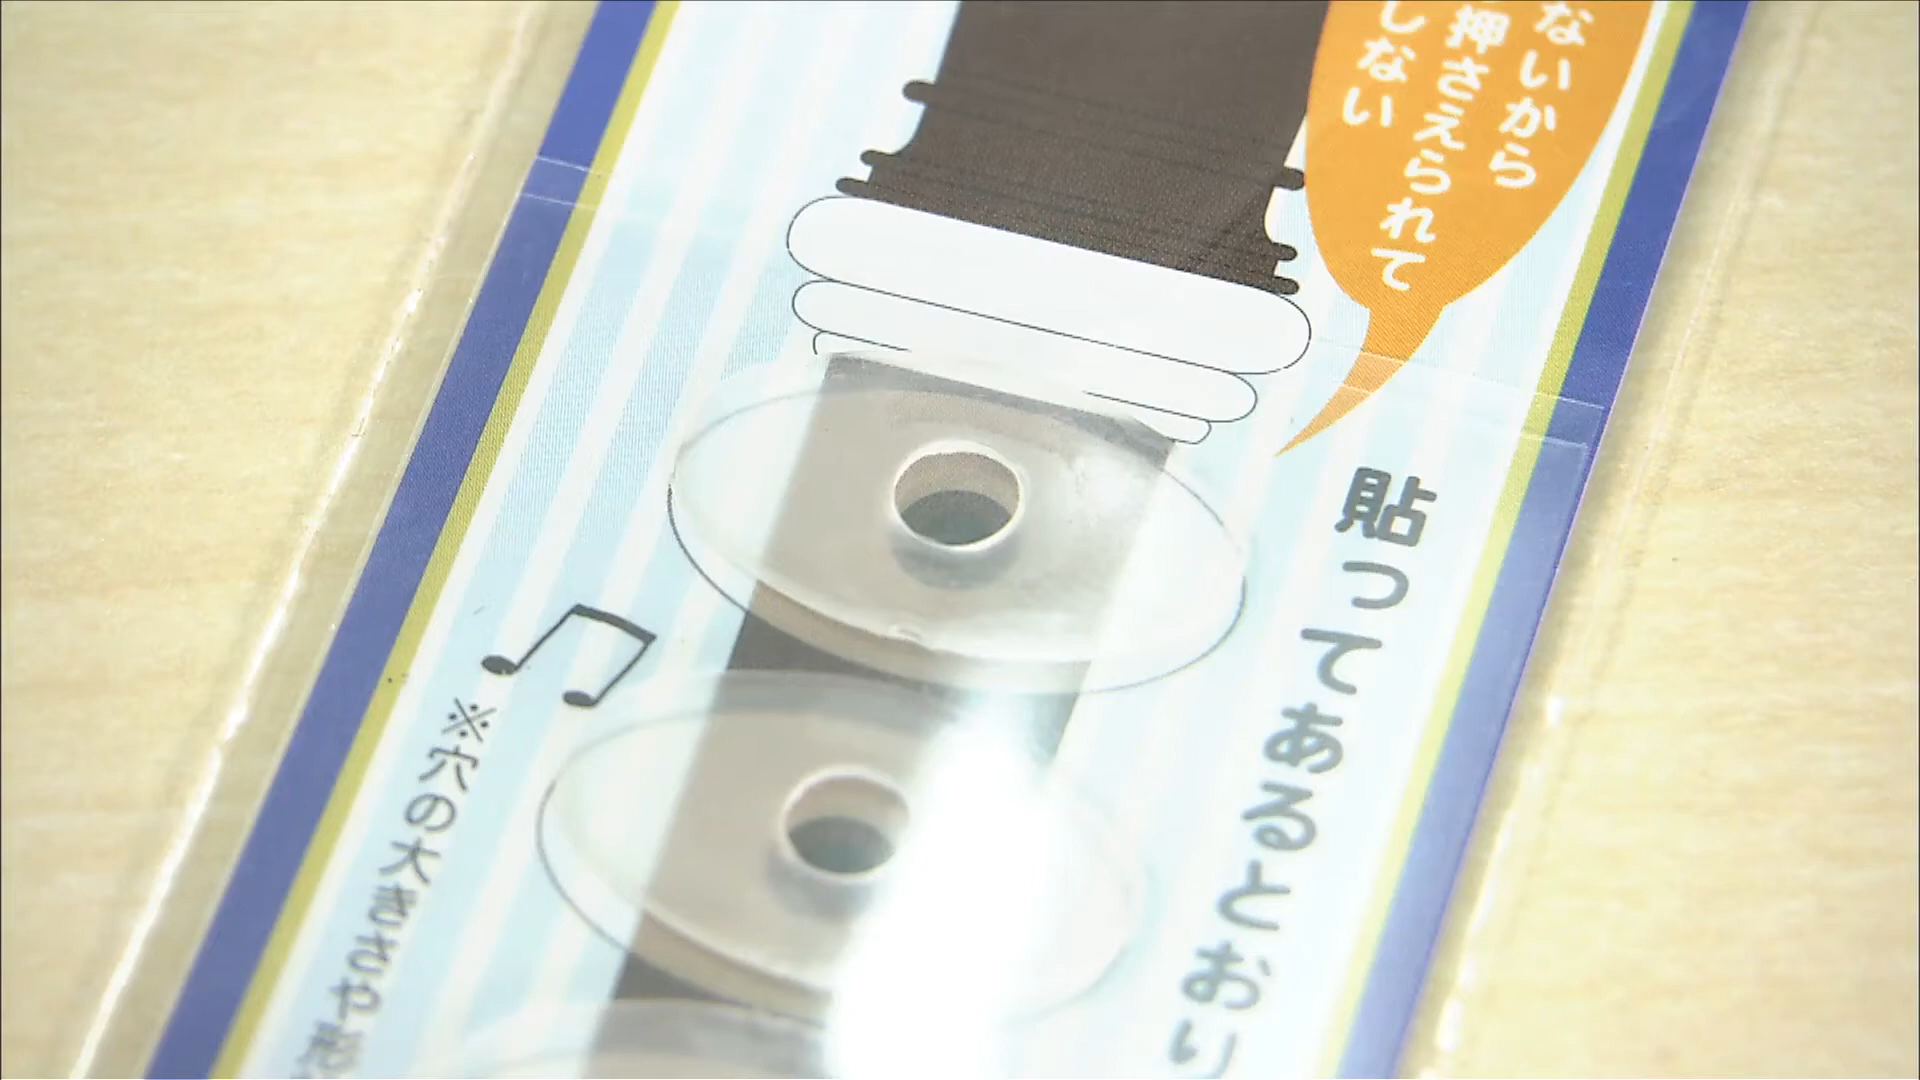 ないから
押さえられて
しない
貼ってあるとおり
※穴の大きさや形